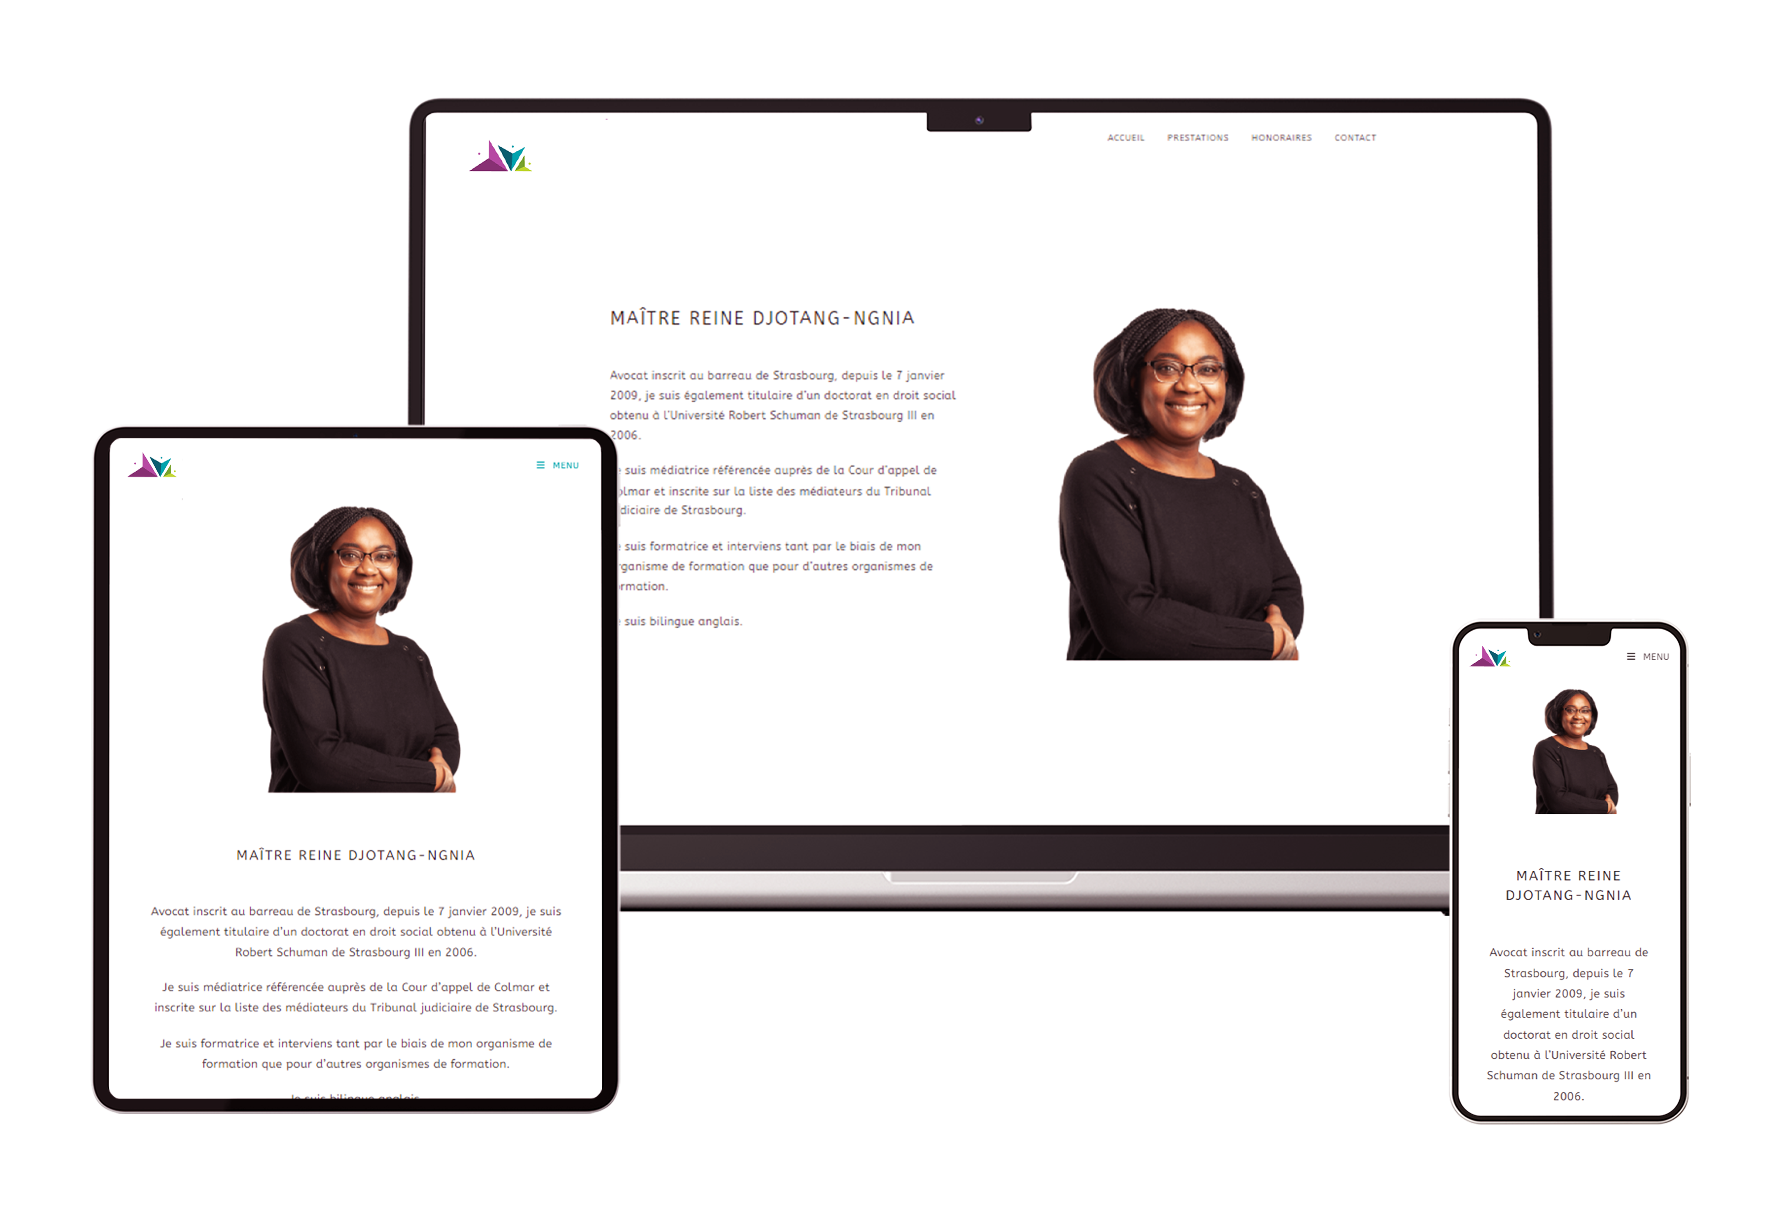 ACCUEIL PRESTATIONS HONORAIRES CONTACT
MAÎTRE REINE DJOTANG-NGNIA
Avocat inscrit au barreau de Strasbourg, depuis le 7 janvier
2009, je suis également titulaire d'un doctorat en droit social
obtenu à l'Université Robert Schuman de Strasbourg III en
2006.
suis médiatrice référencée auprès de la Cour d'appel de
olmar et inscrite sur la liste des médiateurs du Tribunal
diciaire de Strasbourg.
suis formatrice et interviens tant par le biais de mon
rganisme de formation que pour d'autres organismes de
rmation.
suis bilingue anglais.
MENU
MAÎTRE REINE DJOTANG-NGNIA
Avocat inscrit au barreau de Strasbourg, depuis le 7 janvier 2009, je suis
également titulaire d'un doctorat en droit social obtenu à l'Université
Robert Schuman de Strasbourg III en 2006.
Je suis médiatrice référencée auprès de la Cour d'appel de Colmar et
inscrite sur la liste des médiateurs du Tribunal judiciaire de Strasbourg.
Je suis formatrice et interviens tant par le biais de mon organisme de
formation que pour d'autres organismes de formation.
Je suis bilingue anglais.
MENU
MAÎTRE REINE
DJOTANG-NGNIA
Avocat inscrit au barreau de
Strasbourg, depuis le 7
janvier 2009, je suis
également titulaire d'un
doctorat en droit social
obtenu à l'Université Robert
Schuman de Strasbourg III en
2006.